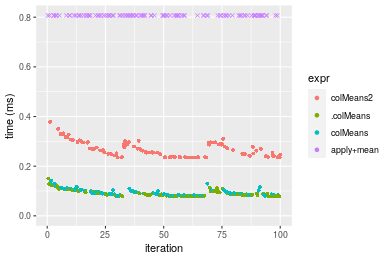 0.8
0.6
0.4
0.2
0.0
time (ms)
0
25
50
75
100
iteration
expr
colMeans2
.colMeans
colMeans
apply+mean